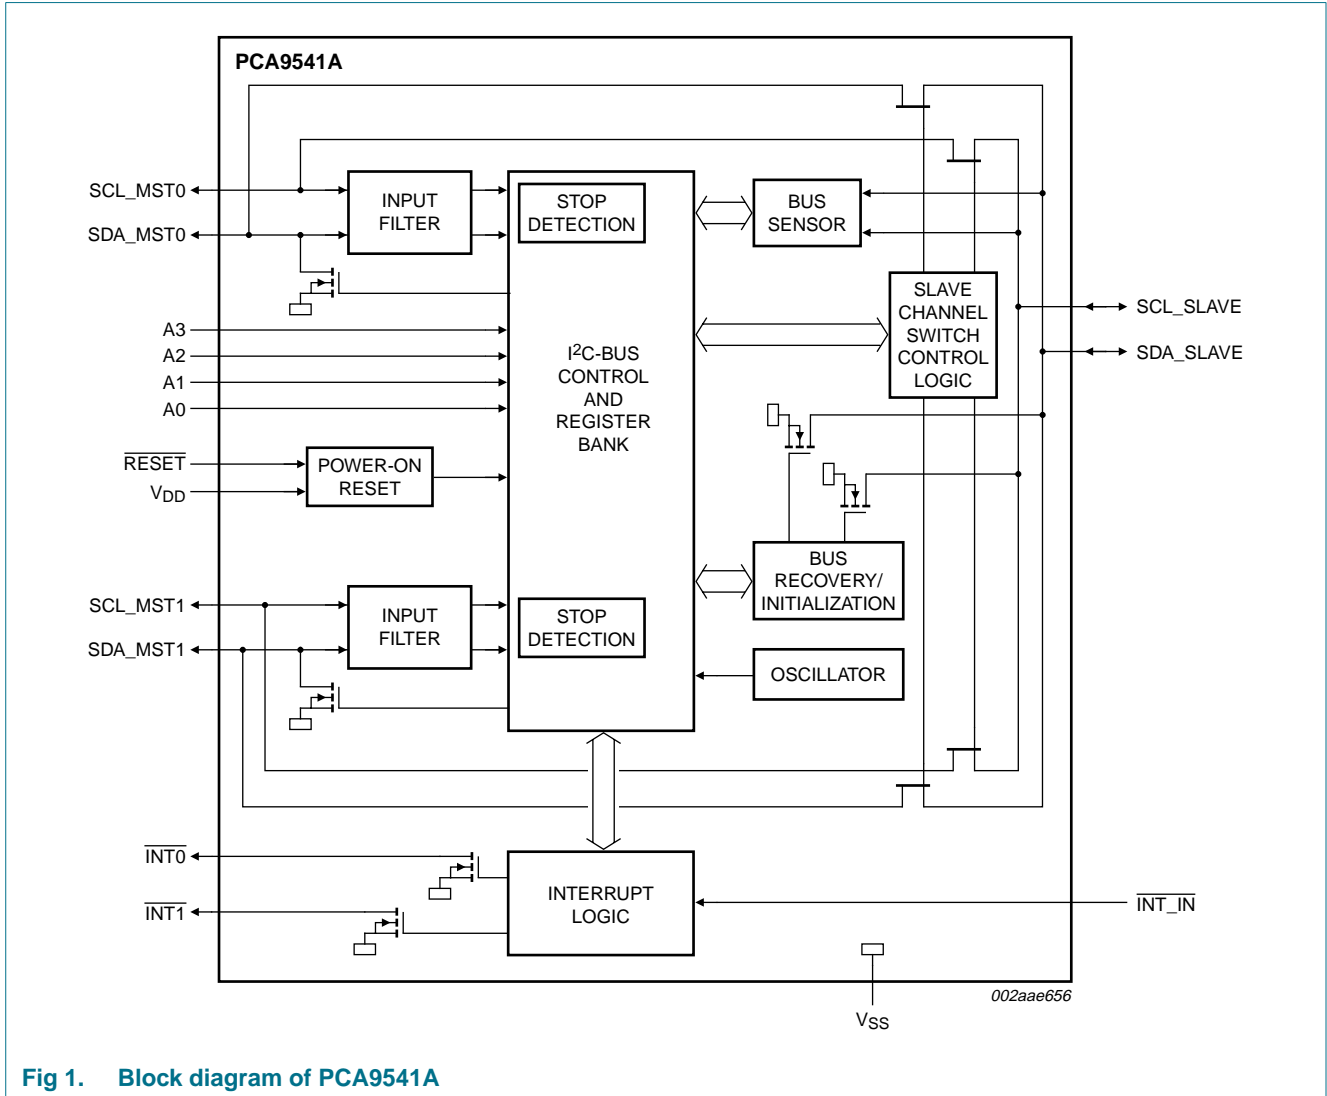 PCA9541A
SCL_MST0
SDA_MST0
INPUT
FILTER
STOP
DETECTION
BUS
SENSOR
A3
A2
A1
A0
I²C-BUS
CONTROL
AND
REGISTER
BANK
SLAVE
CHANNEL
SWITCH
CONTROL
LOGIC
SCL_SLAVE
SDA_SLAVE
RESET
VDD
POWER-ON
RESET
SCL_MST1
SDA_MST1
INPUT
FILTER
STOP
DETECTION
BUS
RECOVERY/
INITIALIZATION
OSCILLATOR
INT0
INT1
INTERRUPT
LOGIC
INT_IN
002aae656
VSS
Fig 1. Block diagram of PCA9541A